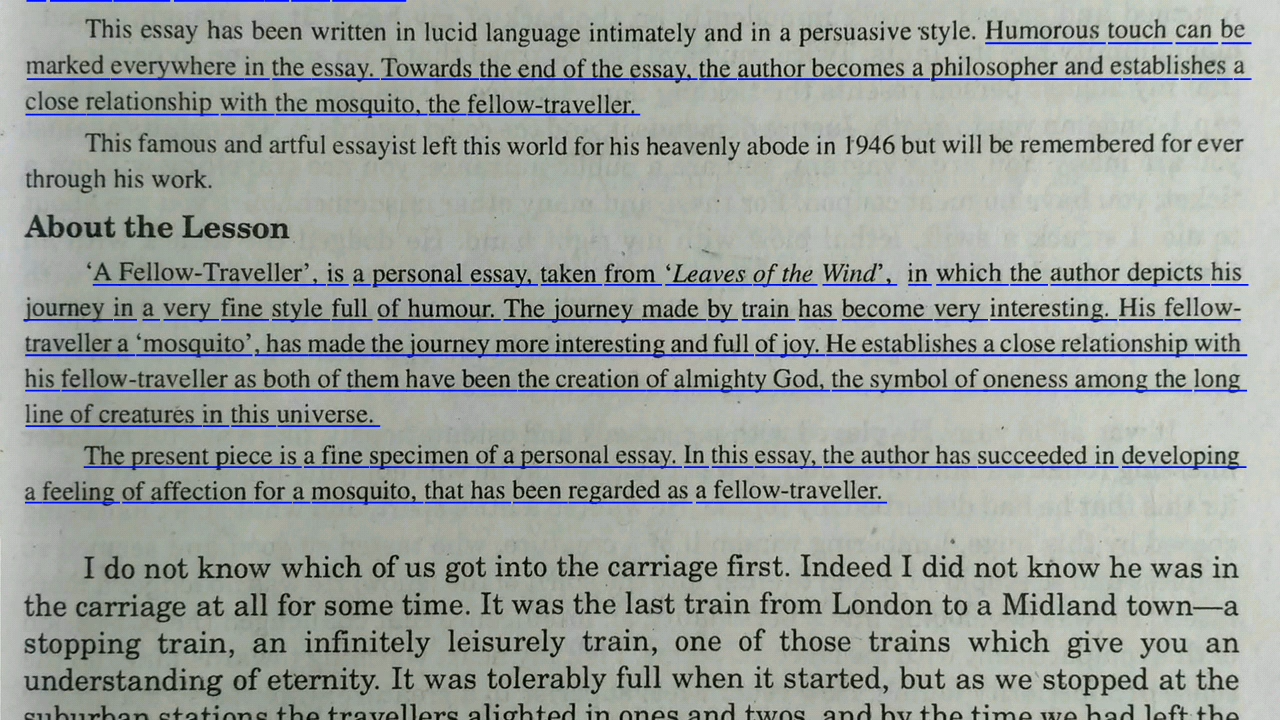 This essay has been written in lucid language intimately and in a persuasive style. Humorous touch can be
marked everywhere in the essay. Towards the end of the essay, the author becomes a philosopher and establishes a
close relationship with the mosquito, the fellow-traveller.
This famous and artful essayist left this world for his heavenly abode in 1946 but will be remembered for ever
through his work.
About the Lesson
‘A Fellow-Traveller’, is a personal essay, taken from ‘Leaves of the Wind’, in which the author depicts his
journey in a very fine style full of humour. The journey made by train has become very interesting. His fellow-
traveller a ‘mosquito’, has made the journey more interesting and full of joy. He establishes a close relationship with
his fellow-traveller as both of them have been the creation of almighty God, the symbol of oneness among the long
line of creatures in this universe.
The present piece is a fine specimen of a personal essay. In this essay, the author has succeeded in developing
a feeling of affection for a mosquito, that has been regarded as a fellow-traveller.
I do not know which of us got into the carriage first. Indeed I did not know he was in
the carriage at all for some time. It was the last train from London to a Midland town—a
stopping train, an infinitely leisurely train, one of those trains which give you an
understanding of eternity. It was tolerably full when it started, but as we stopped at the
suburban stations the travellers alighted in ones and twos, and by the time we had left the